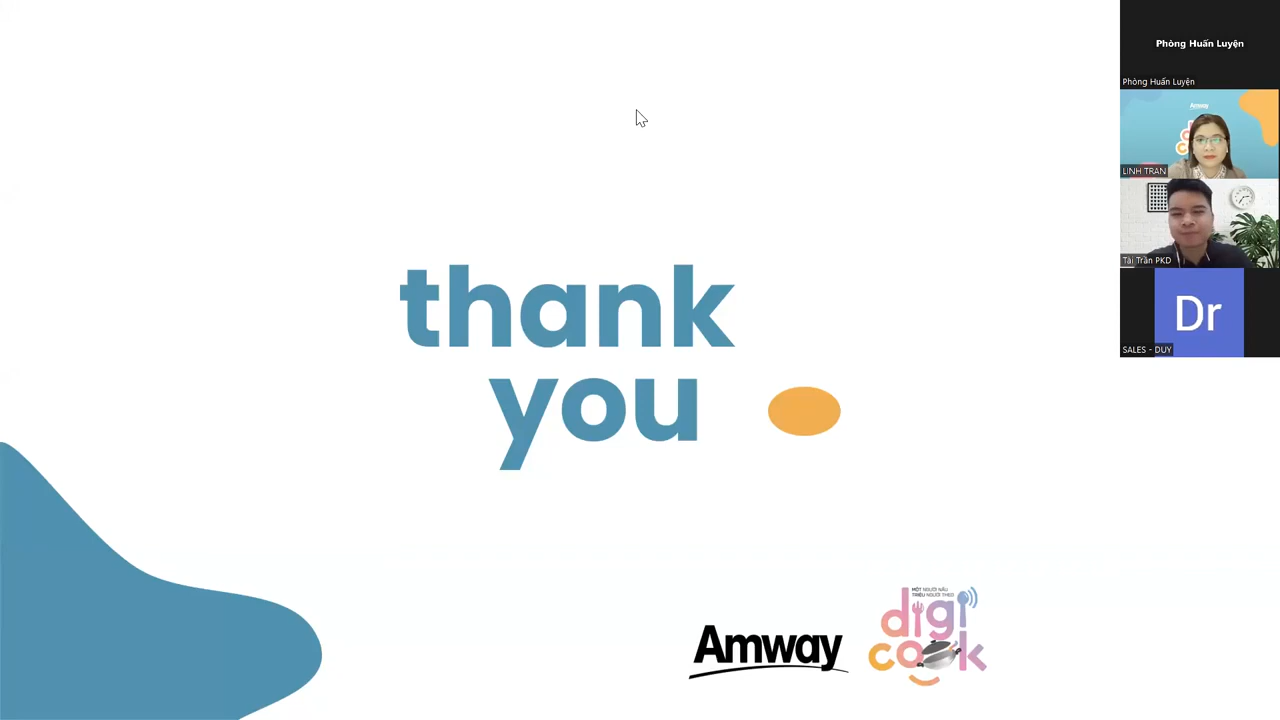 thank
you
Amway
MỘT NGƯỜI NẤU
TRIỆU NGƯỜI THEO
digi
cook
Phòng Huấn Luyện
Phòng Huấn Luyện
Amway
LINH TRAN
Tài Trần PKD
Dr
SALES - DUY